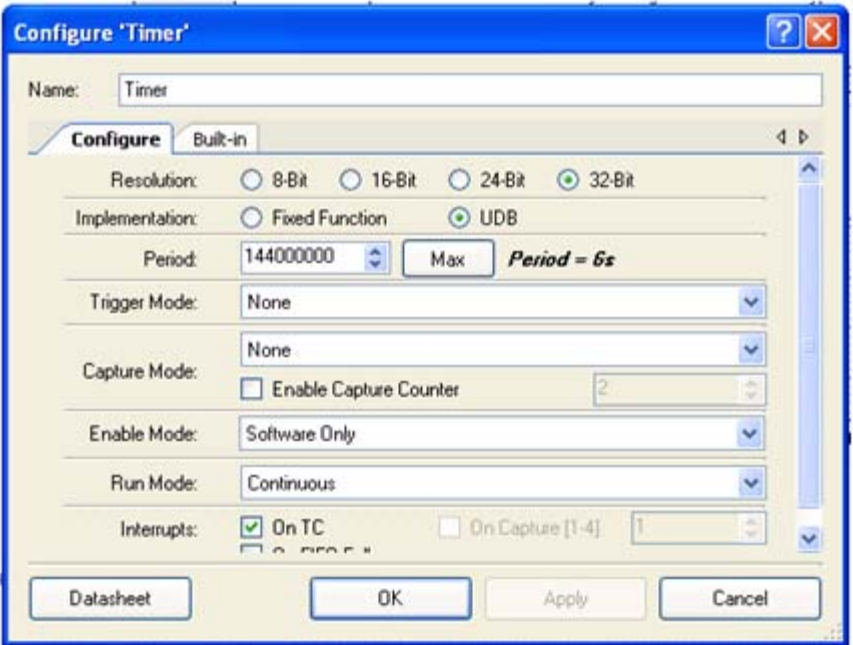 Configure 'Timer'
Name: Timer
Configure Built-in
Resolution: 8-Bit 16-Bit 24-Bit 32-Bit
Implementation: Fixed Function UDB
Period: 144000000 Max Period = 6s
Trigger Mode: None
Capture Mode: None
Enable Capture Counter 2
Enable Mode: Software Only
Run Mode: Continuous
Interrupts: On TC On Capture [1-4] 1
Datasheet OK Apply Cancel